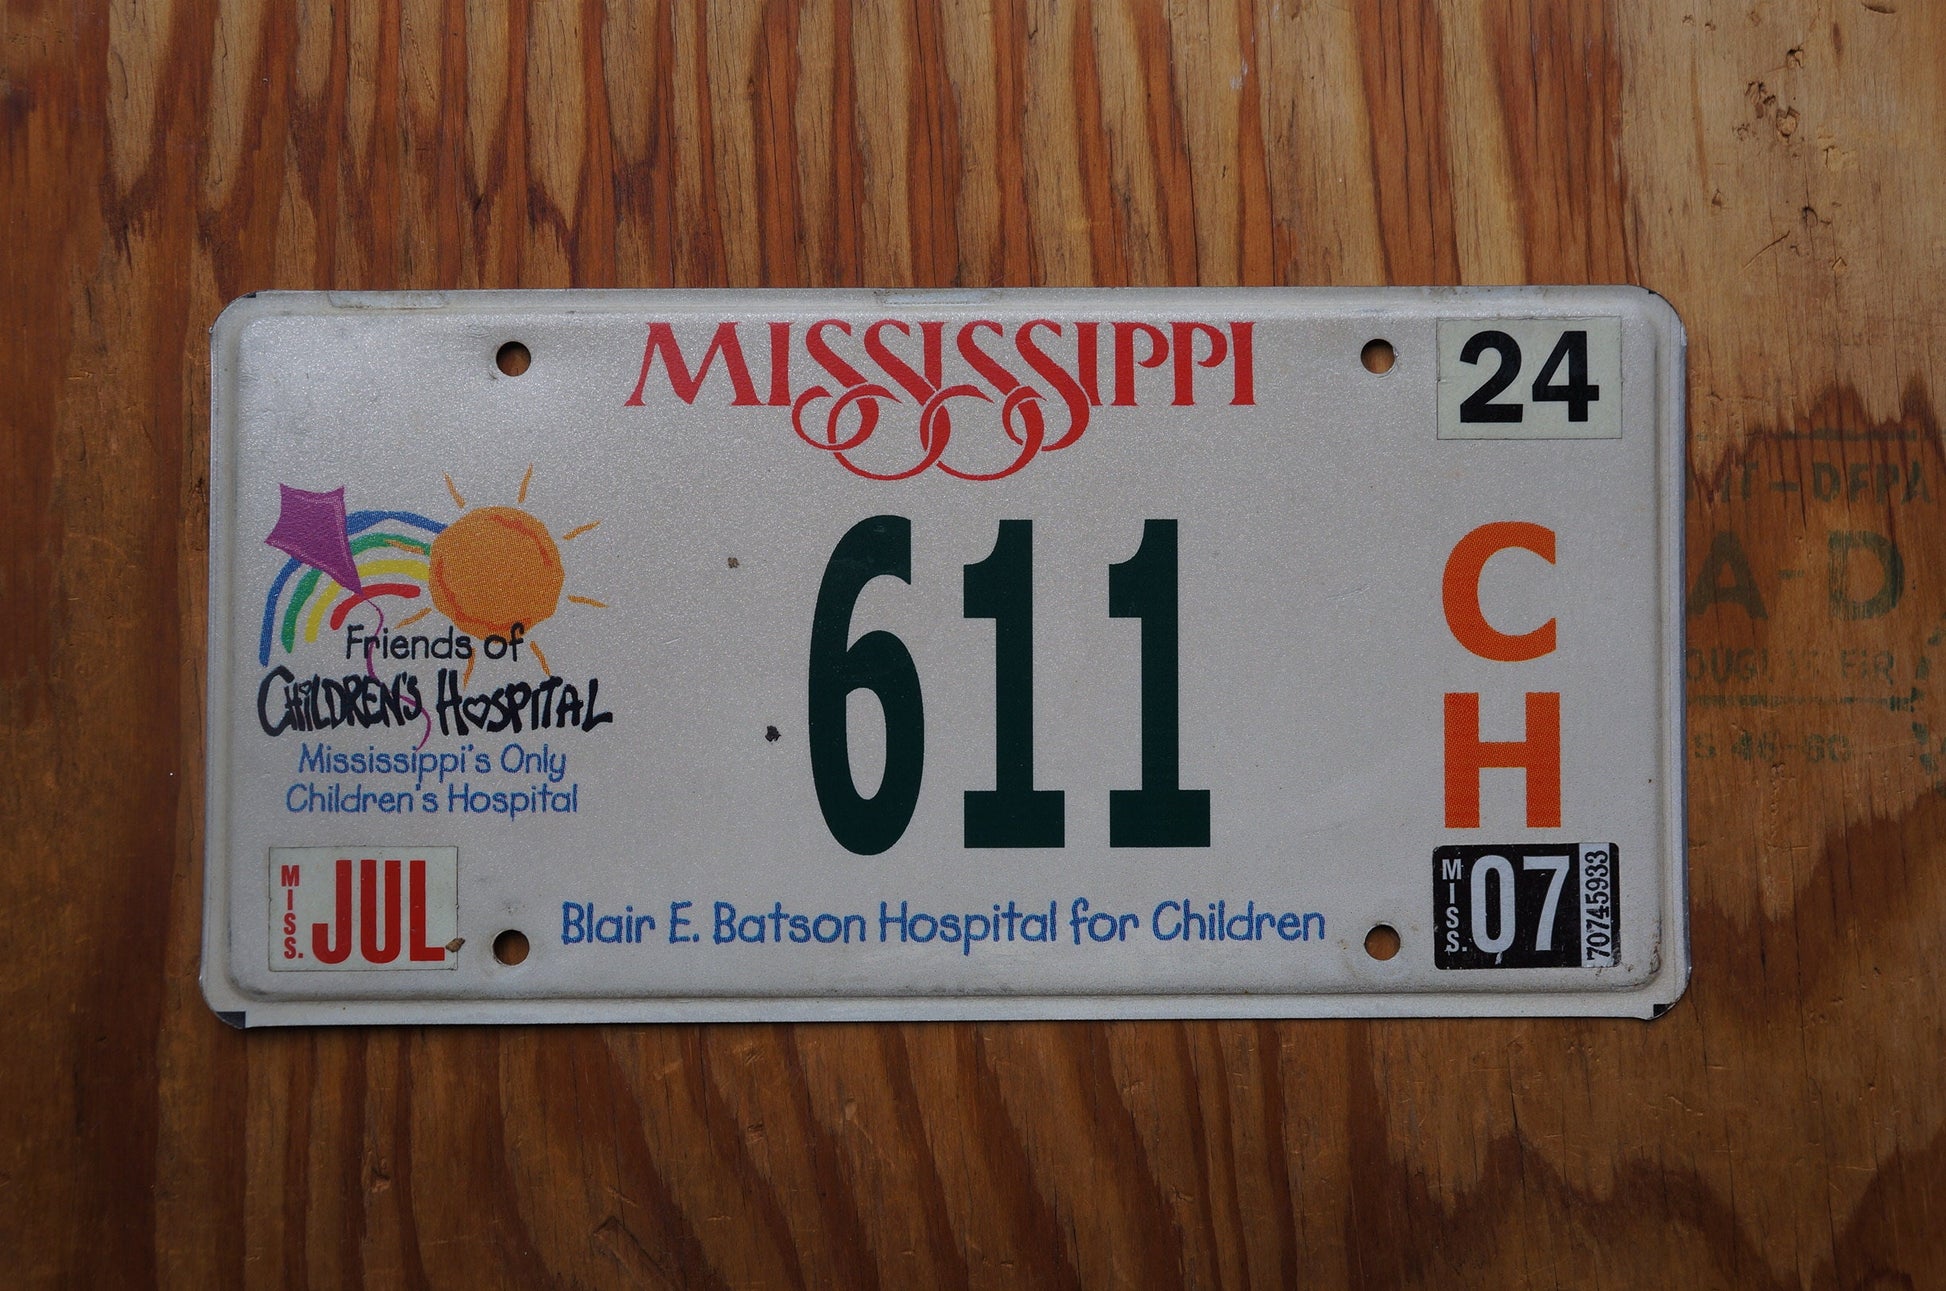 MISSISSIPPI
24
611
C
H
Friends of
CHILDREN'S HOSPITAL
Mississippi's Only
Children's Hospital
MISS. JUL
Blair E. Batson Hospital for Children
MISS. 07 70745933
A-D